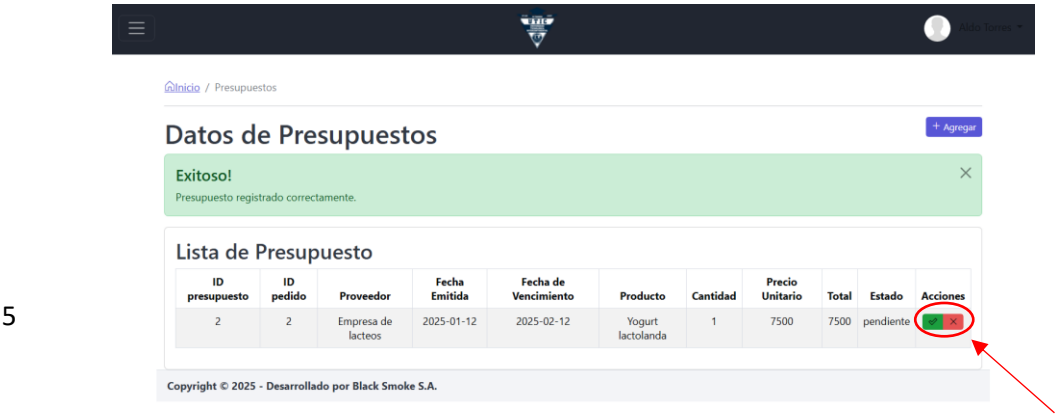 UTIC
Aldo Torres
Inicio / Presupuestos
Datos de Presupuestos
+ Agregar
Exitoso!
Presupuesto registrado correctamente.
Lista de Presupuesto
ID presupuesto ID pedido Proveedor Fecha Emitida Fecha de Vencimiento Producto Cantidad Precio Unitario Total Estado Acciones
2 2 Empresa de lacteos 2025-01-12 2025-02-12 Yogurt lactolanda 1 7500 7500 pendiente
5
Copyright © 2025 - Desarrollado por Black Smoke S.A.